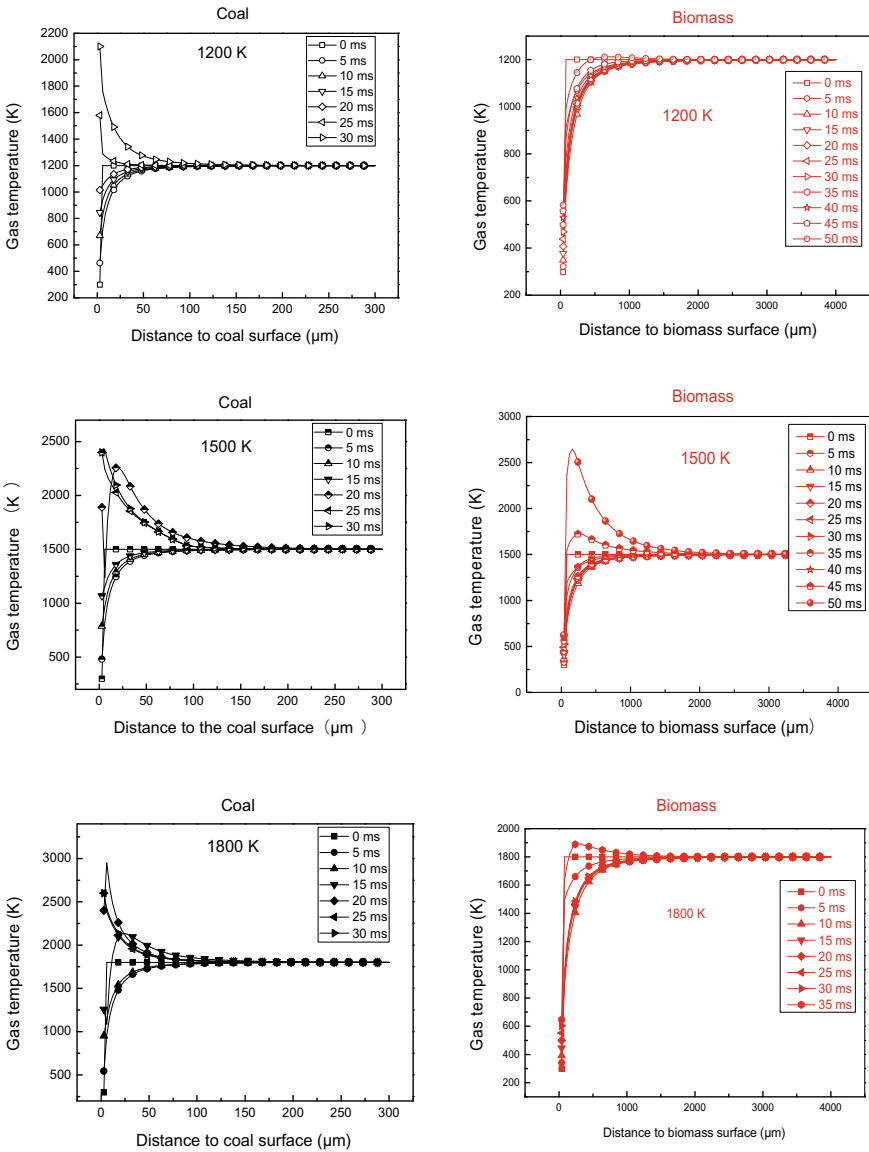 Coal
1200 K
0 ms
5 ms
10 ms
15 ms
20 ms
25 ms
30 ms
2200
2000
1800
1600
1400
1200
1000
800
600
400
200
Gas temperature (K)
0
25
50
75
100
125
150
175
200
225
250
275
300
Distance to coal surface (µm)
Biomass
1200 K
0 ms
5 ms
10 ms
15 ms
20 ms
25 ms
30 ms
35 ms
40 ms
45 ms
50 ms
1200
1000
800
600
400
200
Gas temperature (K)
0
1000
2000
3000
4000
Distance to biomass surface (µm)
Coal
1500 K
0 ms
5 ms
10 ms
15 ms
20 ms
25 ms
30 ms
2500
2000
1500
1000
500
Gas temperature （K ）
0
50
100
150
200
250
300
Distance to the coal surface（µm ）
Biomass
1500 K
0 ms
5 ms
10 ms
15 ms
20 ms
25 ms
30 ms
35 ms
40 ms
45 ms
50 ms
3000
2500
2000
1500
1000
500
0
Gas temperature (K)
0
1000
2000
3000
4000
Distance to biomass surface (µm)
Coal
1800 K
0 ms
5 ms
10 ms
15 ms
20 ms
25 ms
30 ms
3000
2500
2000
1500
1000
500
Gas temperature (K)
0
50
100
150
200
250
300
Distance to coal surface (µm)
Biomass
1800 K
0 ms
5 ms
10 ms
15 ms
20 ms
25 ms
30 ms
35 ms
2000
1800
1600
1400
1200
1000
800
600
400
200
Gas temperature (K)
0
1000
2000
3000
4000
Distance to biomass surface (µm)